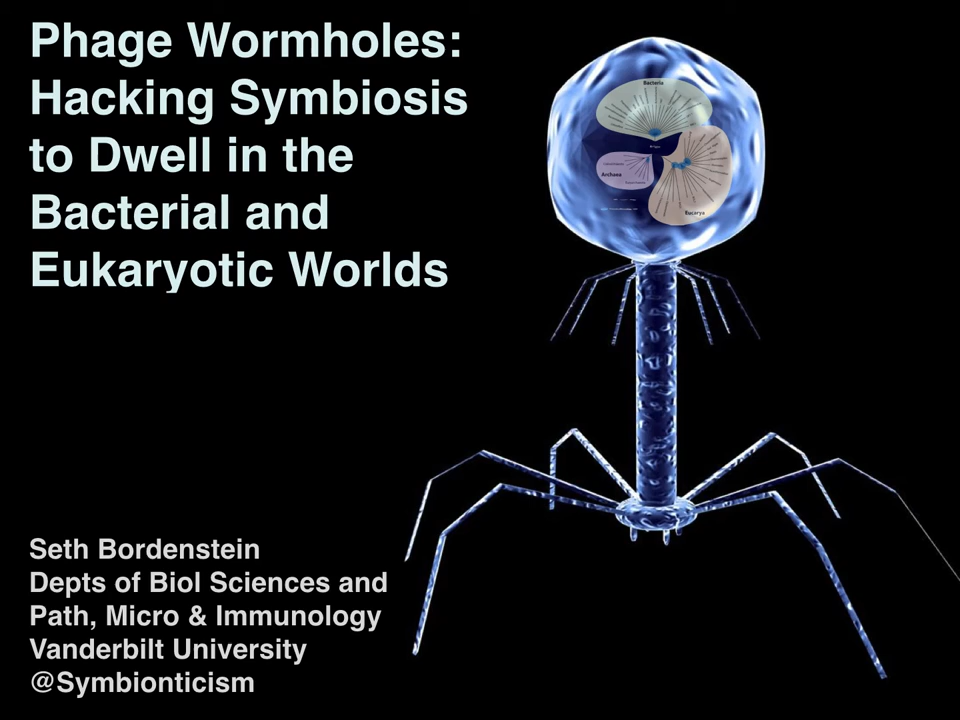 Phage Wormholes:
Hacking Symbiosis
to Dwell in the
Bacterial and
Eukaryotic Worlds
Bacteria
Archaea
Eucarya
Seth Bordenstein
Depts of Biol Sciences and
Path, Micro & Immunology
Vanderbilt University
@Symbionticism